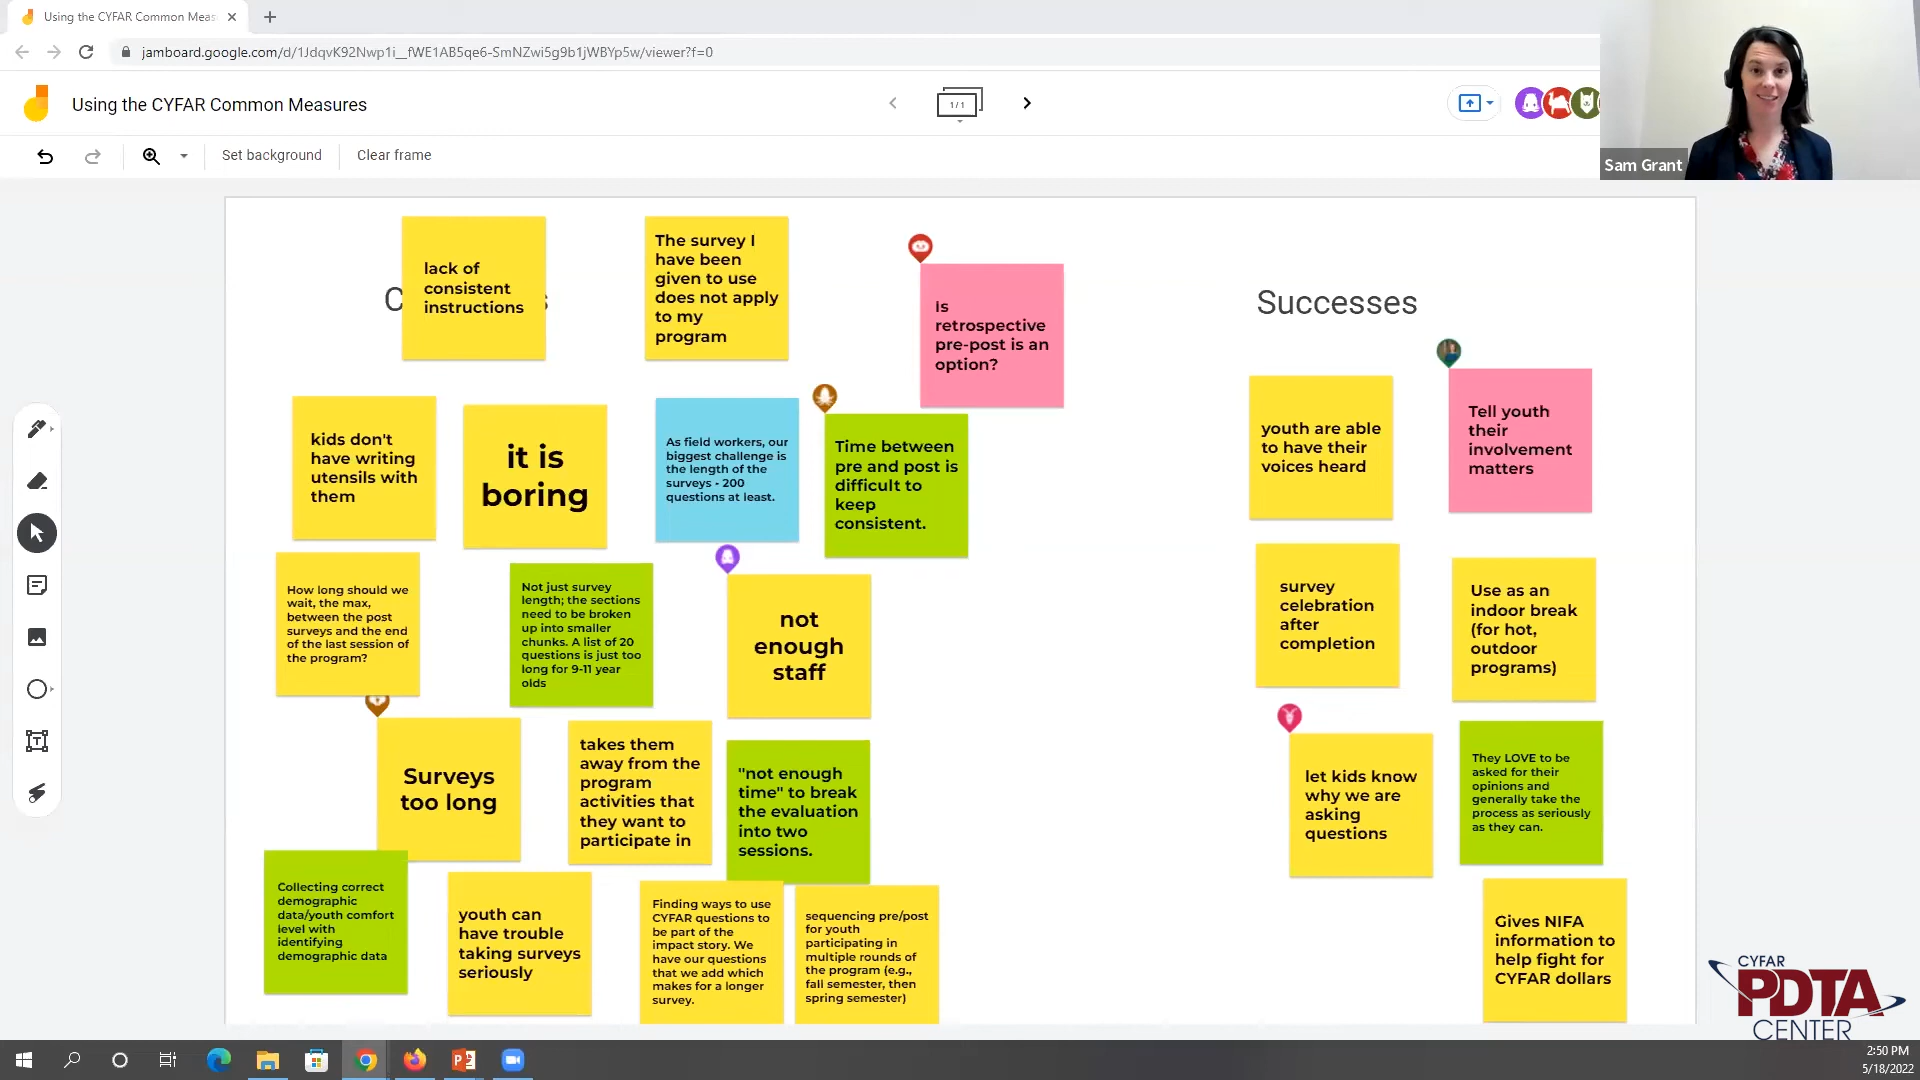 Using the CYFAR Common Meas
jamboard.google.com/d/1JdqvK92Nwp1i__fWE1AB5qe6-SmNZwi5g9b1jWBYp5w/viewer?f=0
Using the CYFAR Common Measures
1/1
Sam Grant
Set background
Clear frame
lack of
consistent
instructions
The survey I
have been
given to use
does not apply
to my
program
Is
retrospective
pre-post is an
option?
kids don't
have writing
utensils with
them
it is
boring
As field workers, our
biggest challenge is
the length of the
surveys - 200
questions at least.
Time between
pre and post is
difficult to
keep
consistent.
How long should we
wait, the max,
between the post
surveys and the end
of the last session of
the program?
Not just survey
length; the sections
need to be broken
up into smaller
chunks. A list of 20
questions is just too
long for 9-11 year
olds
not
enough
staff
Surveys
too long
takes them
away from the
program
activities that
they want to
participate in
"not enough
time" to break
the evaluation
into two
sessions.
Collecting correct
demographic
data/youth comfort
level with
identifying
demographic data
youth can
have trouble
taking surveys
seriously
Finding ways to use
CYFAR questions to
be part of the
impact story. We
have our questions
that we add which
makes for a longer
survey.
sequencing pre/post
for youth
participating in
multiple rounds of
the program (e.g.,
fall semester, then
spring semester)
Successes
youth are able
to have their
voices heard
Tell youth
their
involvement
matters
survey
celebration
after
completion
Use as an
indoor break
(for hot,
outdoor
programs)
let kids know
why we are
asking
questions
They LOVE to be
asked for their
opinions and
generally take the
process as seriously
as they can.
Gives NIFA
information to
help fight for
CYFAR dollars
CYFAR
PDTA
CENTER
2:50 PM
5/18/2022